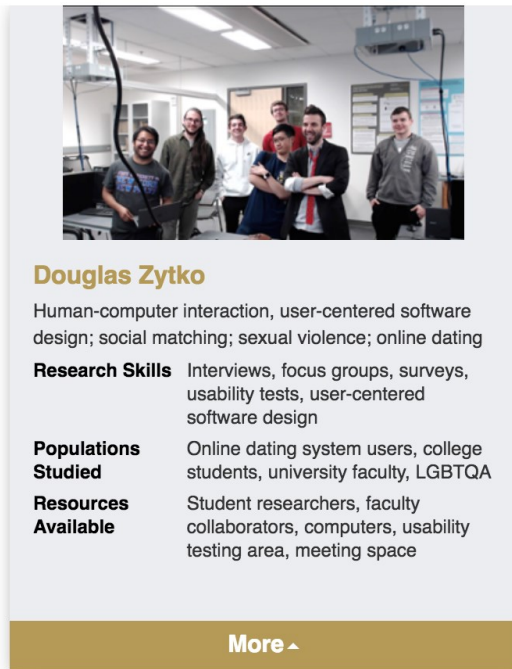 Douglas Zytko
Human-computer interaction, user-centered software
design; social matching; sexual violence; online dating
Research Skills Interviews, focus groups, surveys,
usability tests, user-centered
software design
Populations Online dating system users, college
Studied students, university faculty, LGBTQA
Resources Student researchers, faculty
Available collaborators, computers, usability
testing area, meeting space
More